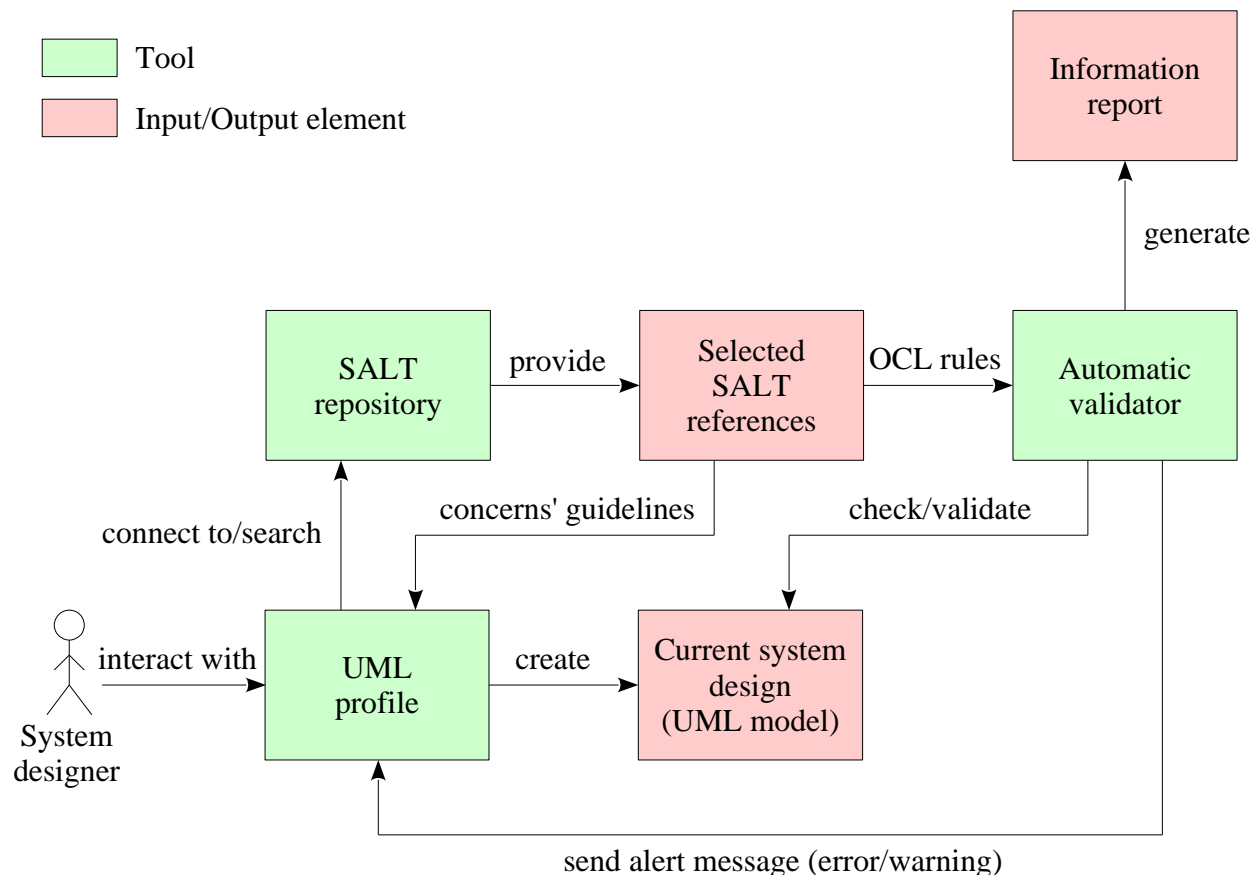 Tool
Input/Output element
Information
report
generate
SALT
repository
provide
Selected
SALT
references
OCL rules
Automatic
validator
connect to/search
concerns' guidelines
check/validate
System
designer
interact with
UML
profile
create
Current system
design
(UML model)
send alert message (error/warning)